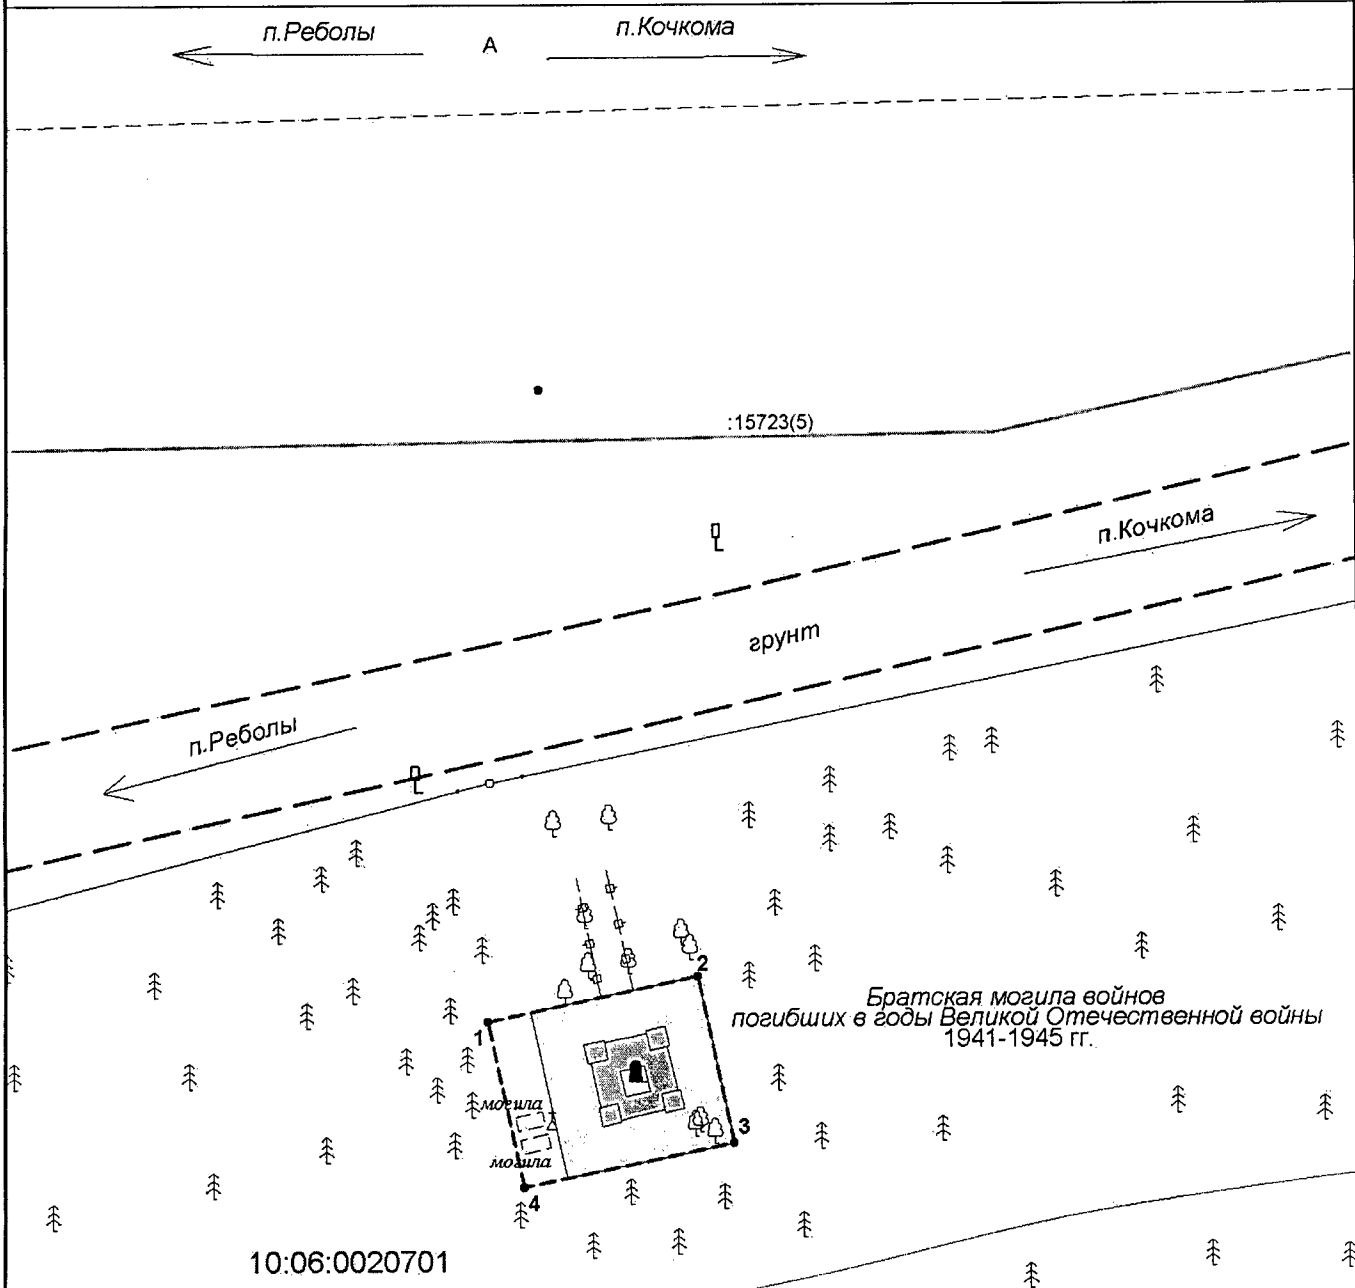 п.Реболы
А
п.Кочкома
:15723(5)
п.Кочкома
грунт
п.Реболы
2
1
Братская могила войнов
погибших в годы Великой Отечественной войны
1941-1945 гг.
могила
3
могила
4
10:06:0020701